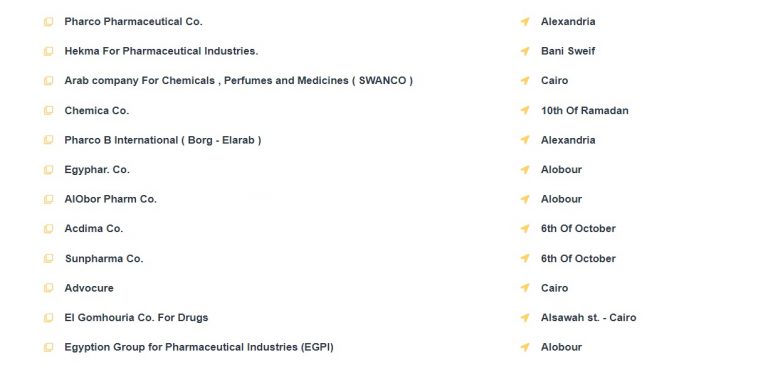 Pharco Pharmaceutical Co. Alexandria
Hekma For Pharmaceutical Industries. Bani Sweif
Arab company For Chemicals , Perfumes and Medicines ( SWANCO ) Cairo
Chemica Co. 10th Of Ramadan
Pharco B International ( Borg - Elarab ) Alexandria
Egyphar. Co. Alobour
AlObor Pharm Co. Alobour
Acdima Co. 6th Of October
Sunpharma Co. 6th Of October
Advocure Cairo
El Gomhouria Co. For Drugs Alsawah st. - Cairo
Egyption Group for Pharmaceutical Industries (EGPI) Alobour